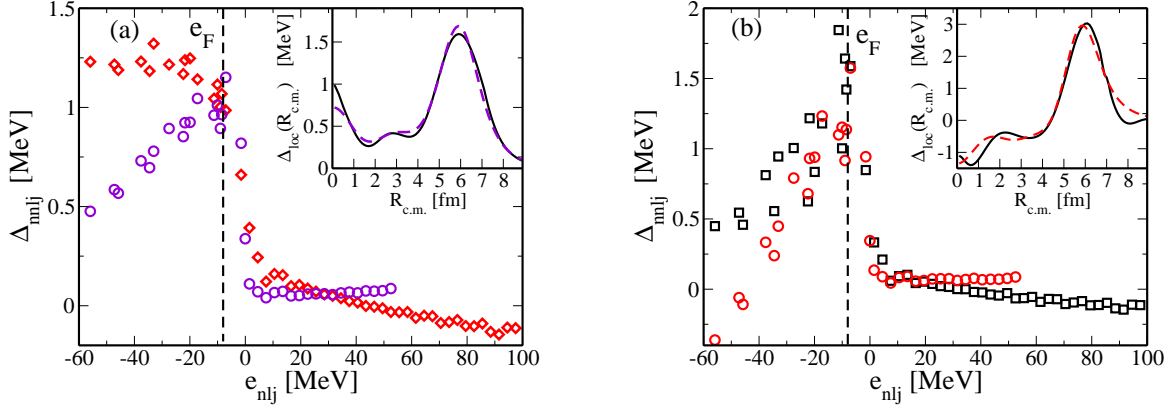 (a)
e_F
Δ_nnlj [MeV]
1.5
1
0.5
0
-60 -40 -20 0 20 40 60 80 100
e_nlj [MeV]
Δ_loc(R_c.m.) [MeV]
1.5
1.0
0.5
0
0 1 2 3 4 5 6 7 8
R_c.m. [fm]
(b)
e_F
Δ_nnlj [MeV]
2
1.5
1
0.5
0
-60 -40 -20 0 20 40 60 80 100
e_nlj [MeV]
Δ_loc(R_c.m.) [MeV]
3
2
1
0
-1
0 1 2 3 4 5 6 7 8
R_c.m. [fm]